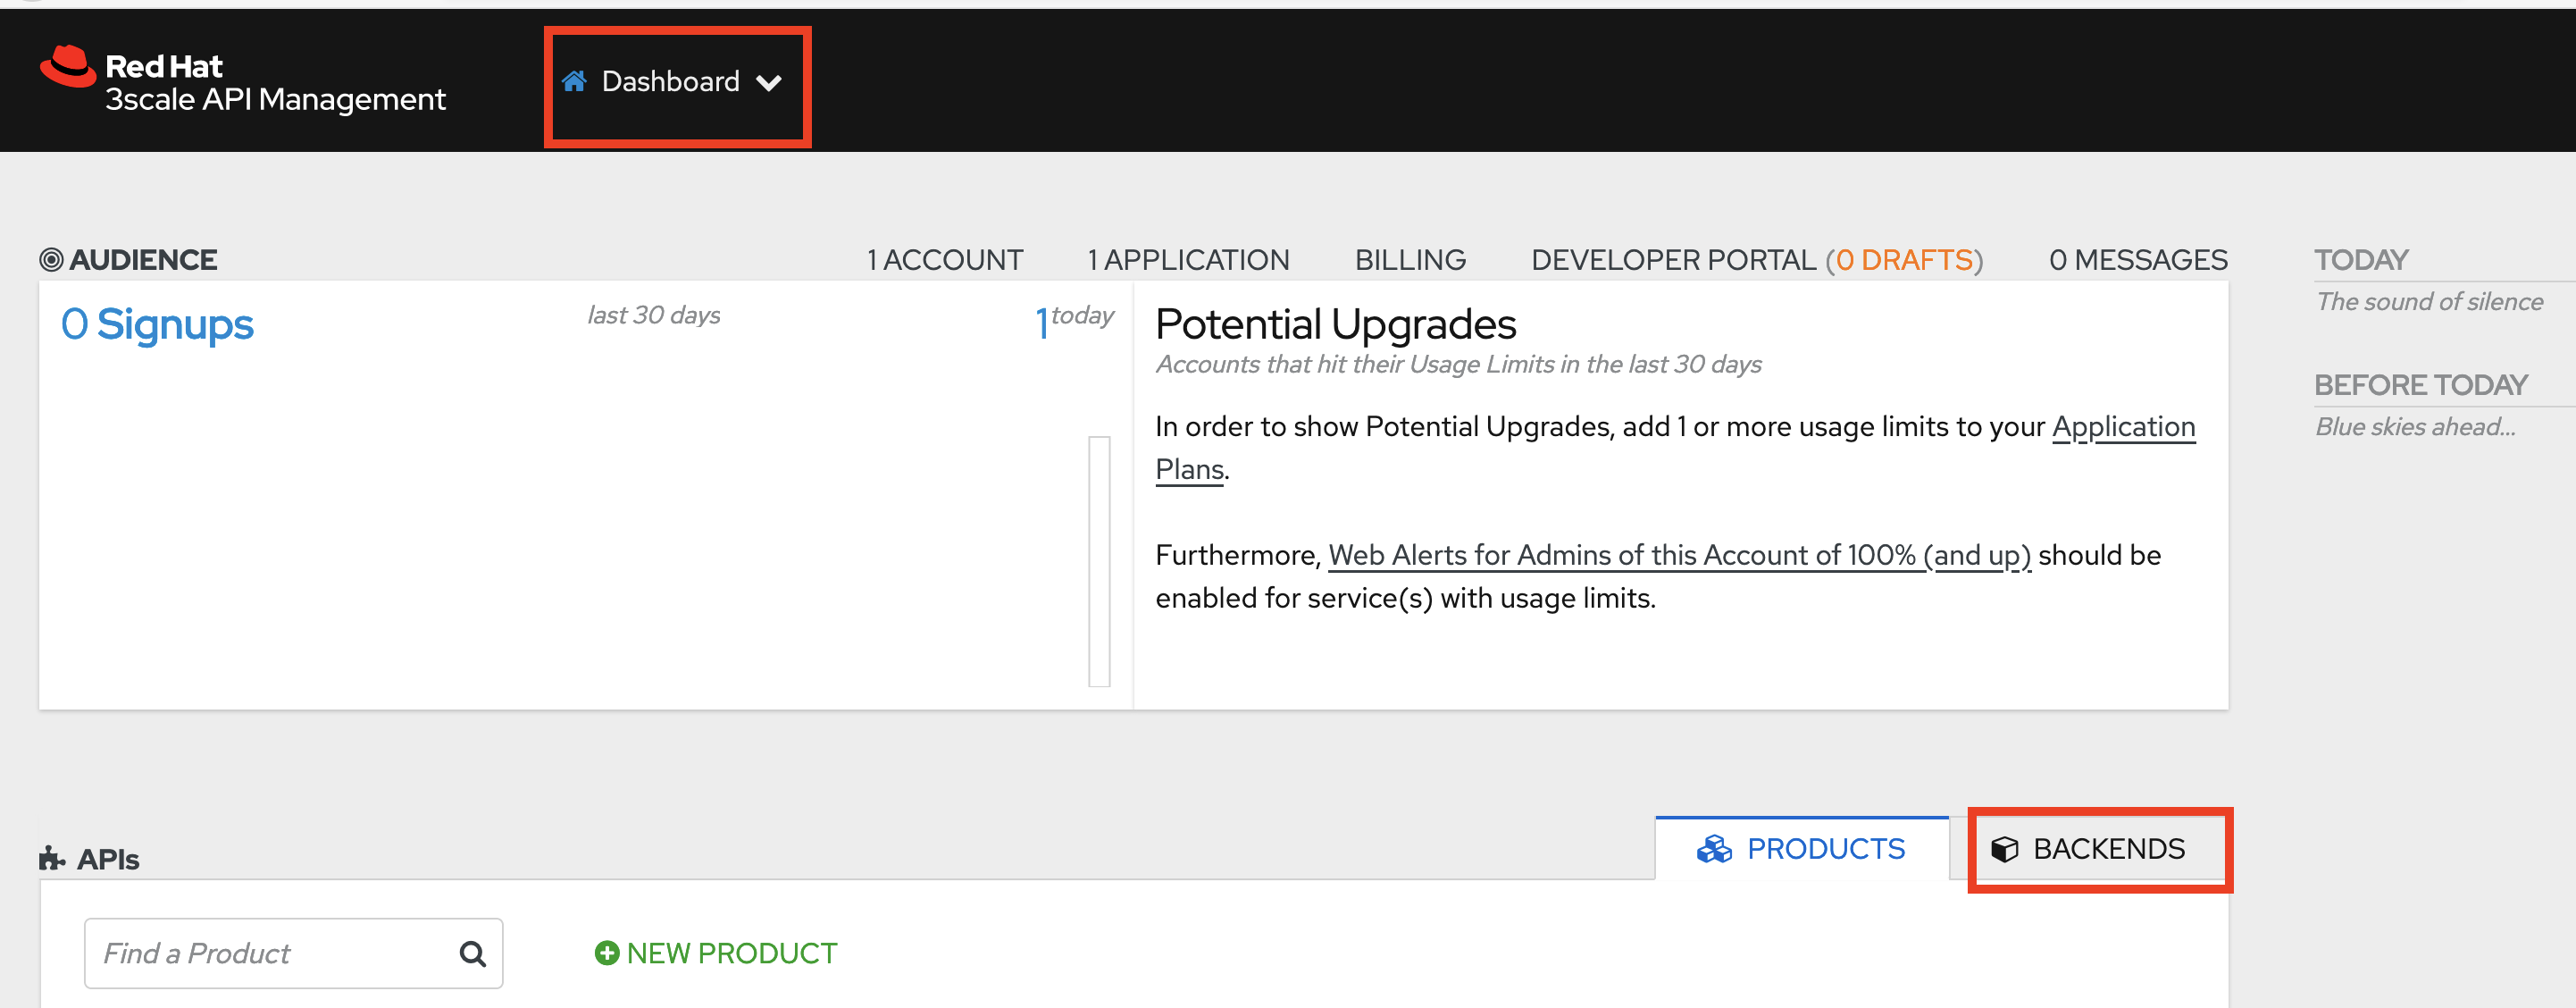 Red Hat
3scale API Management
Dashboard
AUDIENCE
1 ACCOUNT
1 APPLICATION
BILLING
DEVELOPER PORTAL (0 DRAFTS)
0 MESSAGES
0 Signups
last 30 days
1 today
Potential Upgrades
Accounts that hit their Usage Limits in the last 30 days
In order to show Potential Upgrades, add 1 or more usage limits to your Application
Plans.
Furthermore, Web Alerts for Admins of this Account of 100% (and up) should be
enabled for service(s) with usage limits.
TODAY
The sound of silence
BEFORE TODAY
Blue skies ahead...
APIs
PRODUCTS
BACKENDS
Find a Product
NEW PRODUCT